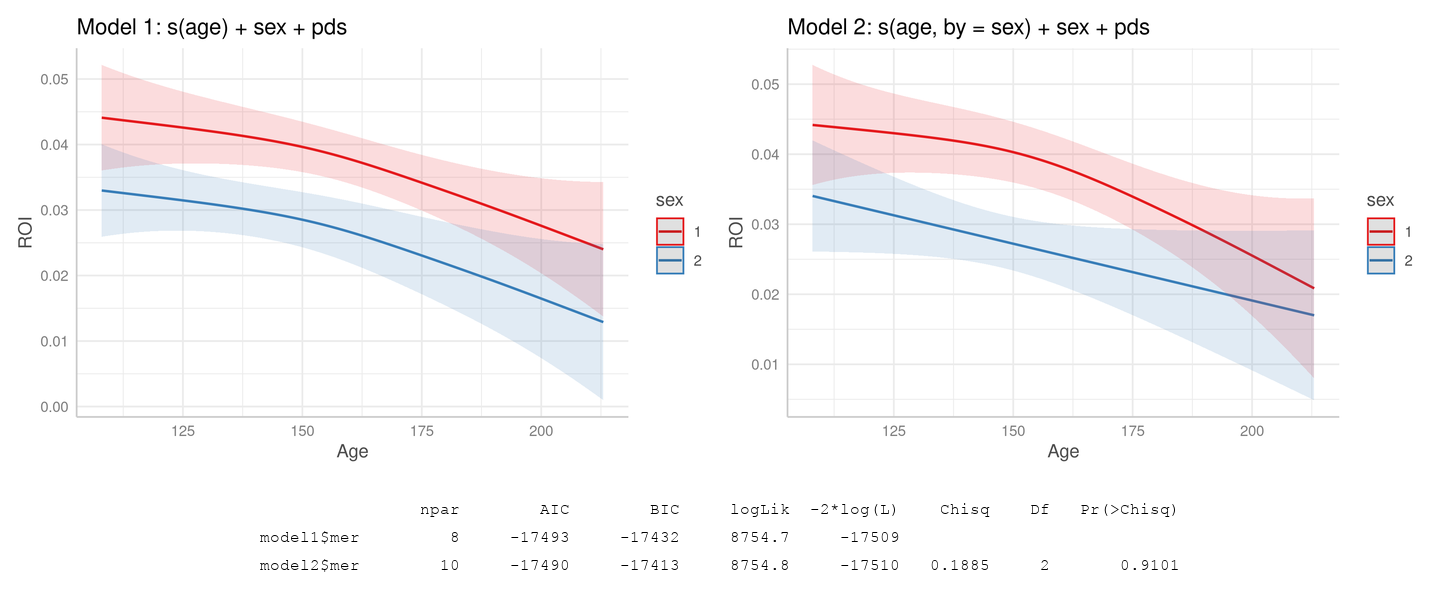 Model 1: s(age) + sex + pds
0.05
0.04
0.03
0.02
0.01
0.00
ROI
125 150 175 200
Age
sex
1
2
Model 2: s(age, by = sex) + sex + pds
0.05
0.04
0.03
0.02
0.01
ROI
125 150 175 200
Age
sex
1
2
npar AIC BIC logLik -2*log(L) Chisq Df Pr(>Chisq)
model1$mer 8 -17493 -17432 8754.7 -17509
model2$mer 10 -17490 -17413 8754.8 -17510 0.1885 2 0.9101